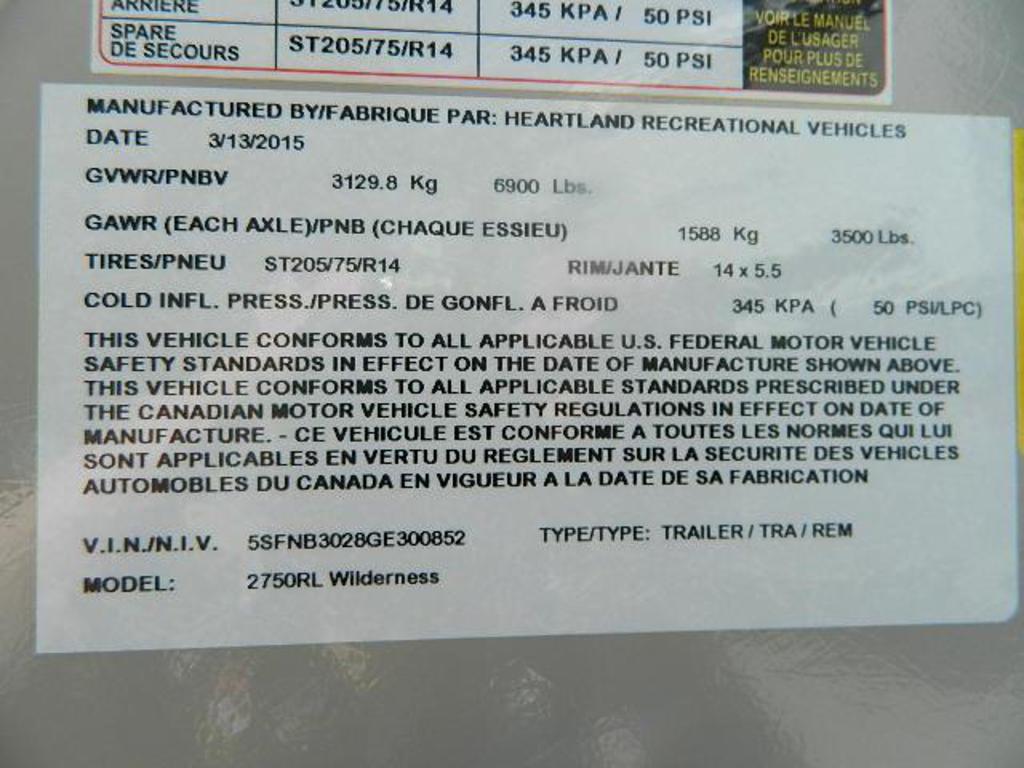 ARRIERE ST205/75/R14 345 KPA / 50 PSI
SPARE
DE SECOURS ST205/75/R14 345 KPA / 50 PSI
VOIR LE MANUEL
DE L'USAGER
POUR PLUS DE
RENSEIGNEMENTS
MANUFACTURED BY/FABRIQUE PAR: HEARTLAND RECREATIONAL VEHICLES
DATE 3/13/2015
GVWR/PNBV 3129.8 Kg 6900 Lbs.
GAWR (EACH AXLE)/PNB (CHAQUE ESSIEU) 1588 Kg 3500 Lbs.
TIRES/PNEU ST205/75/R14 RIM/JANTE 14 x 5.5
COLD INFL. PRESS./PRESS. DE GONFL. A FROID 345 KPA ( 50 PSI/LPC)
THIS VEHICLE CONFORMS TO ALL APPLICABLE U.S. FEDERAL MOTOR VEHICLE
SAFETY STANDARDS IN EFFECT ON THE DATE OF MANUFACTURE SHOWN ABOVE.
THIS VEHICLE CONFORMS TO ALL APPLICABLE STANDARDS PRESCRIBED UNDER
THE CANADIAN MOTOR VEHICLE SAFETY REGULATIONS IN EFFECT ON DATE OF
MANUFACTURE. - CE VEHICULE EST CONFORME A TOUTES LES NORMES QUI LUI
SONT APPLICABLES EN VERTU DU REGLEMENT SUR LA SECURITE DES VEHICLES
AUTOMOBLES DU CANADA EN VIGUEUR A LA DATE DE SA FABRICATION
V.I.N./N.I.V. 5SFNB3028GE300852 TYPE/TYPE: TRAILER / TRA / REM
MODEL: 2750RL Wilderness